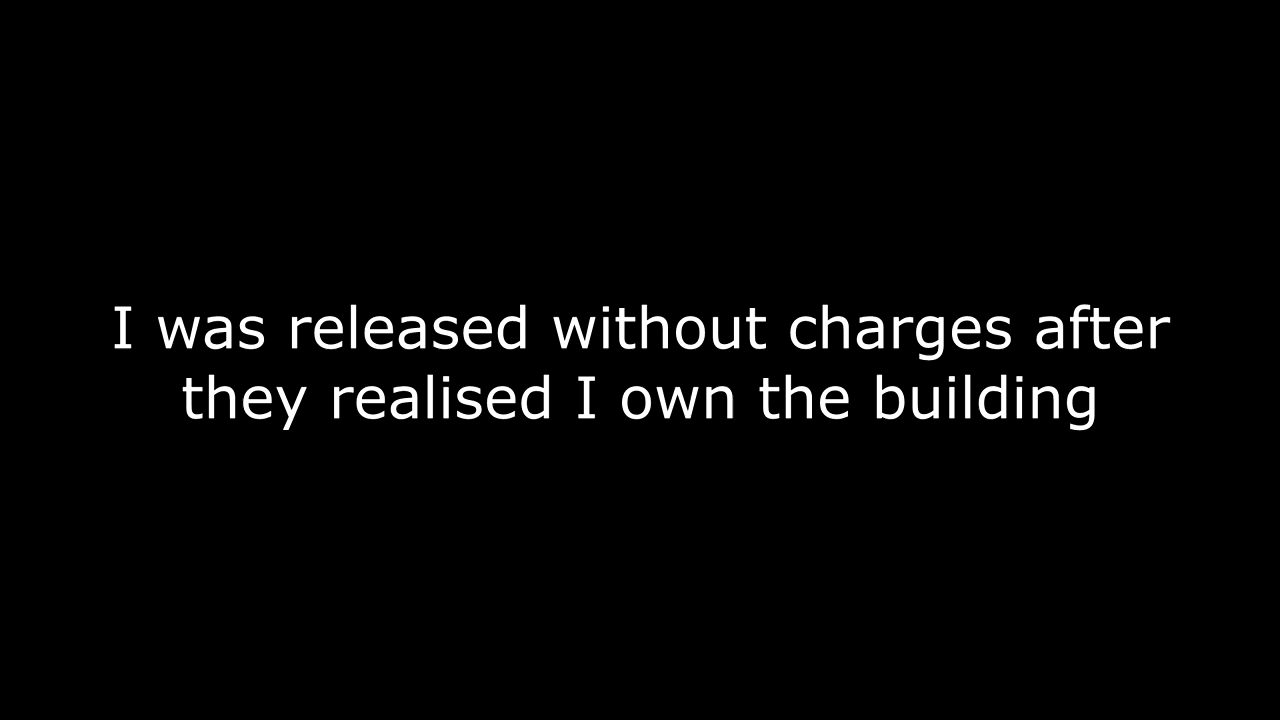 I was released without charges after
they realised I own the building